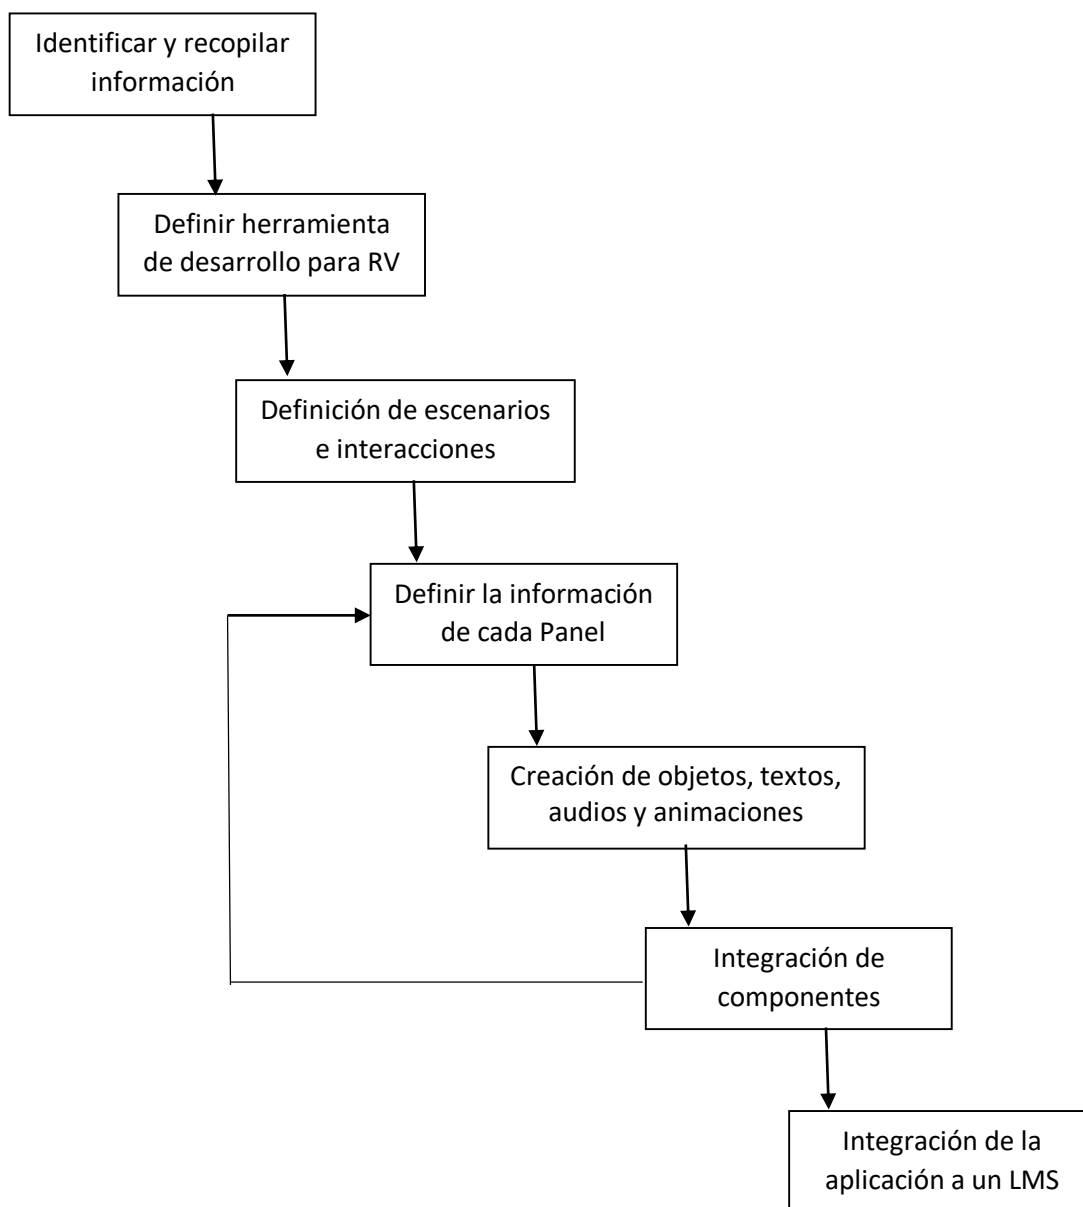 Identificar y recopilar
información
Definir herramienta
de desarrollo para RV
Definición de escenarios
e interacciones
Definir la información
de cada Panel
Creación de objetos, textos,
audios y animaciones
Integración de
componentes
Integración de la
aplicación a un LMS